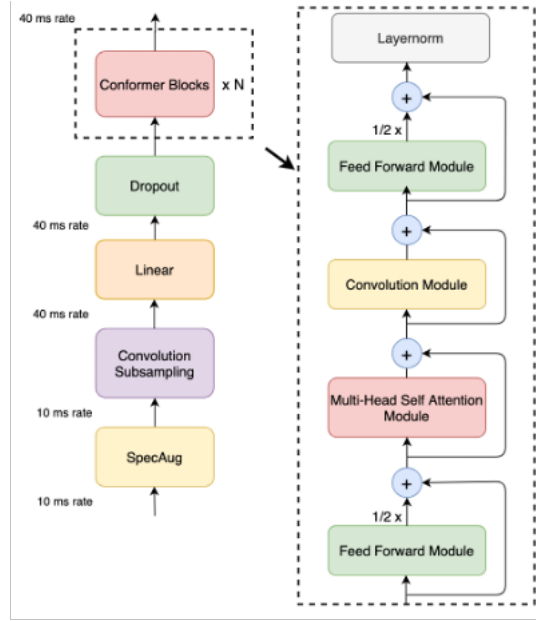 40 ms rate
Conformer Blocks
x N
Dropout
40 ms rate
Linear
40 ms rate
Convolution
Subsampling
10 ms rate
SpecAug
10 ms rate
Layernorm
+
1/2 x
Feed Forward Module
+
Convolution Module
+
Multi-Head Self Attention
Module
+
1/2 x
Feed Forward Module